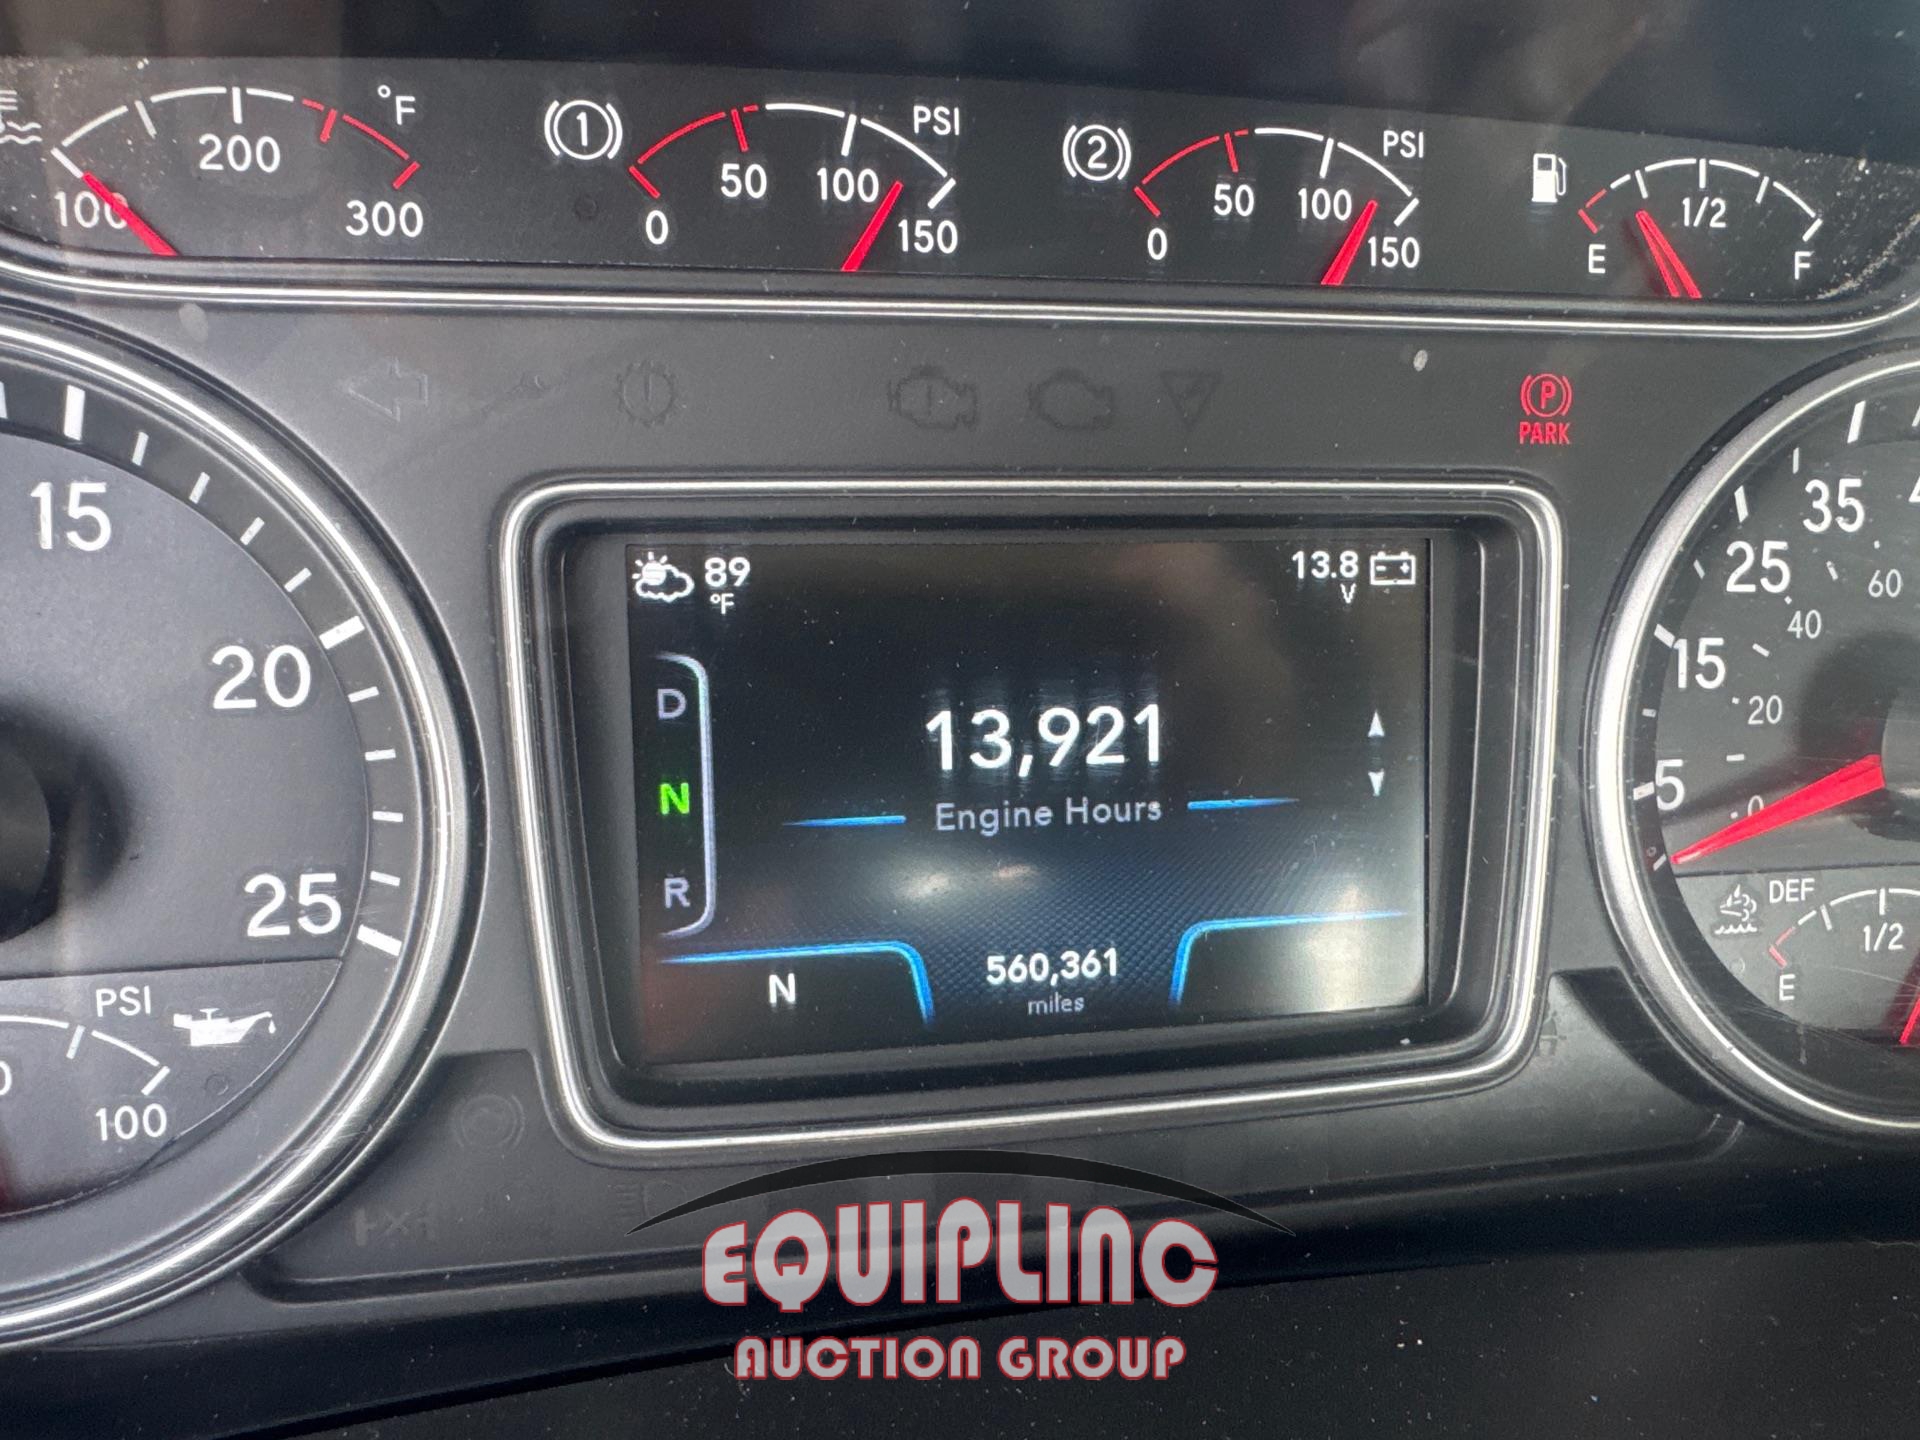 °F
200
100
300
1
PSI
50
100
0
150
2
PSI
50
100
0
150
1/2
E
F
P
PARK
15
20
25
PSI
100
89
°F
13.8
V
D
N
R
13,921
Engine Hours
N
560,361
miles
35
25
15
5
60
40
20
0
DEF
1/2
E
EQUIPLINC
AUCTION GROUP